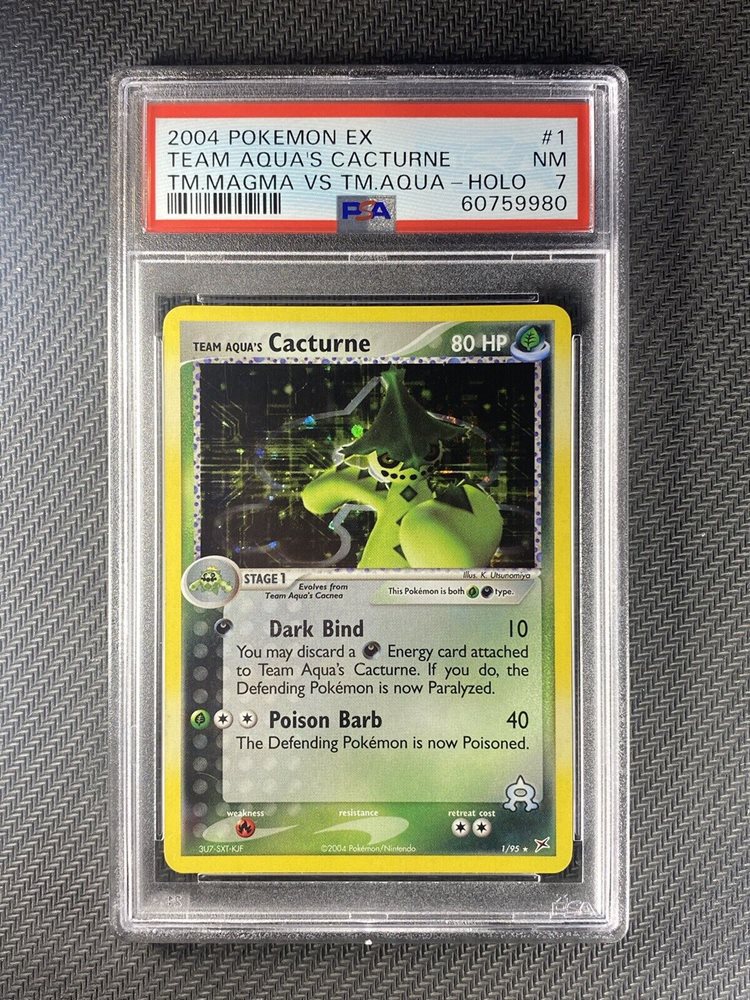 2004 POKEMON EX #1
TEAM AQUA'S CACTURNE NM
TM.MAGMA VS TM.AQUA-HOLO 7
PSA 60759980
TEAM AQUA'S Cacturne 80 HP
Illus. K. Utsunomiya
STAGE 1 Evolves from
Team Aqua's Cacnea
This Pokémon is both type.
Dark Bind 10
You may discard a Energy card attached
to Team Aqua's Cacturne. If you do, the
Defending Pokémon is now Paralyzed.
Poison Barb 40
The Defending Pokémon is now Poisoned.
weakness resistance retreat cost
3U7-SXT-KJF ©2004 Pokémon/Nintendo 1/95 ★
PSA